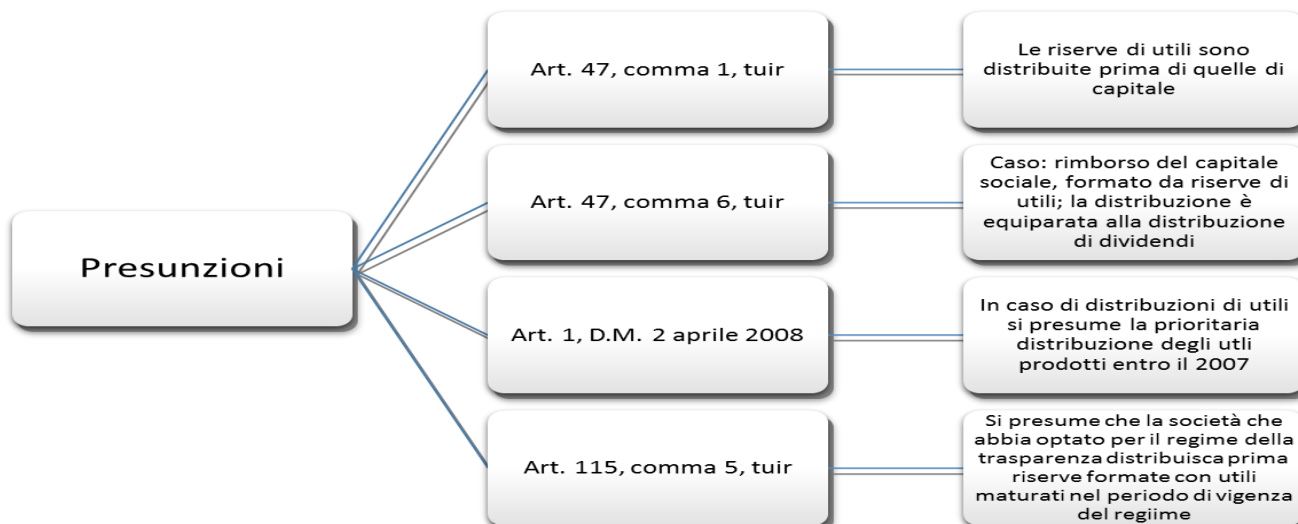 Presunzioni
Art. 47, comma 1, tuir
Le riserve di utili sono
distribuite prima di quelle di
capitale
Art. 47, comma 6, tuir
Caso: rimborso del capitale
sociale, formato da riserve di
utili; la distribuzione è
equiparata alla distribuzione
di dividendi
Art. 1, D.M. 2 aprile 2008
In caso di distribuzioni di utili
si presume la prioritaria
distribuzione degli utli
prodotti entro il 2007
Art. 115, comma 5, tuir
Si presume che la società che
abbia optato per il regime della
trasparenza distribuisca prima
riserve formate con utili
maturati nel periodo di vigenza
del regiime